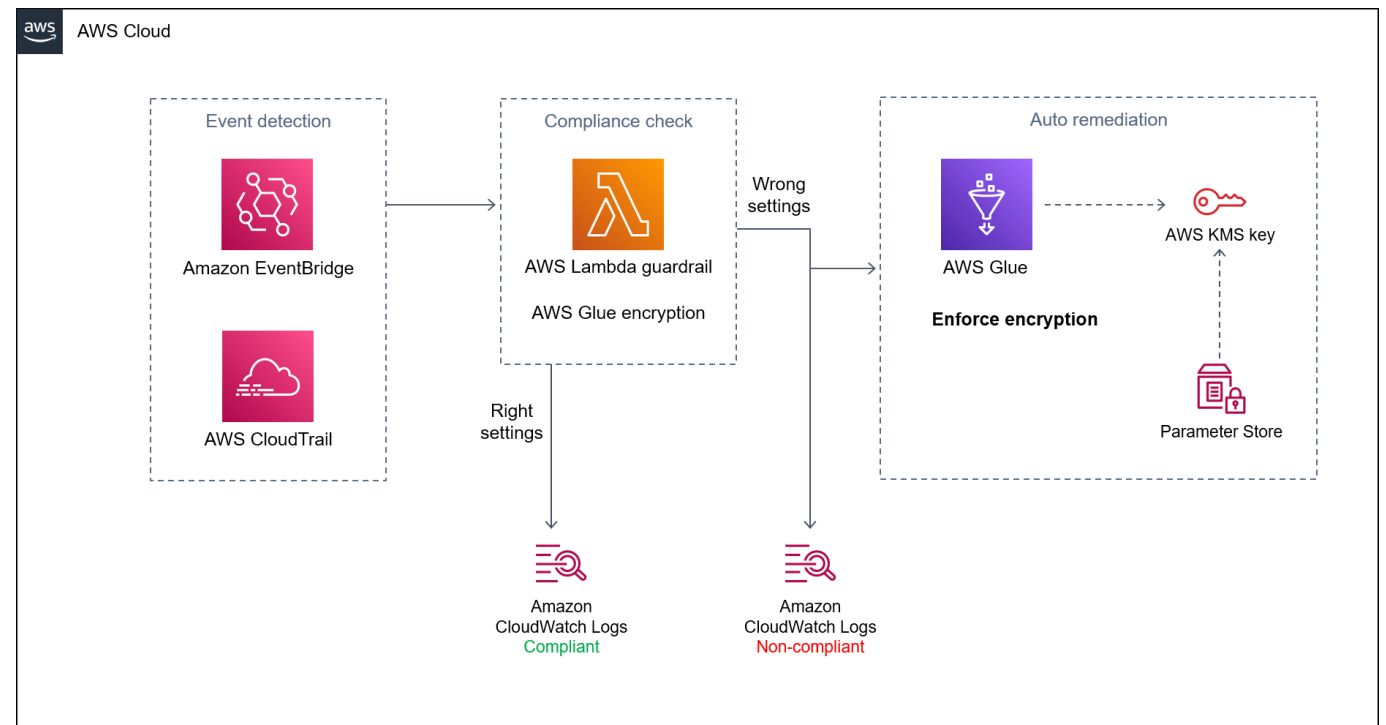 aws
AWS Cloud
Event detection
Amazon EventBridge
AWS CloudTrail
Compliance check
AWS Lambda guardrail
AWS Glue encryption
Right
settings
Wrong
settings
Auto remediation
AWS Glue
Enforce encryption
AWS KMS key
Parameter Store
Amazon
CloudWatch Logs
Compliant
Amazon
CloudWatch Logs
Non-compliant